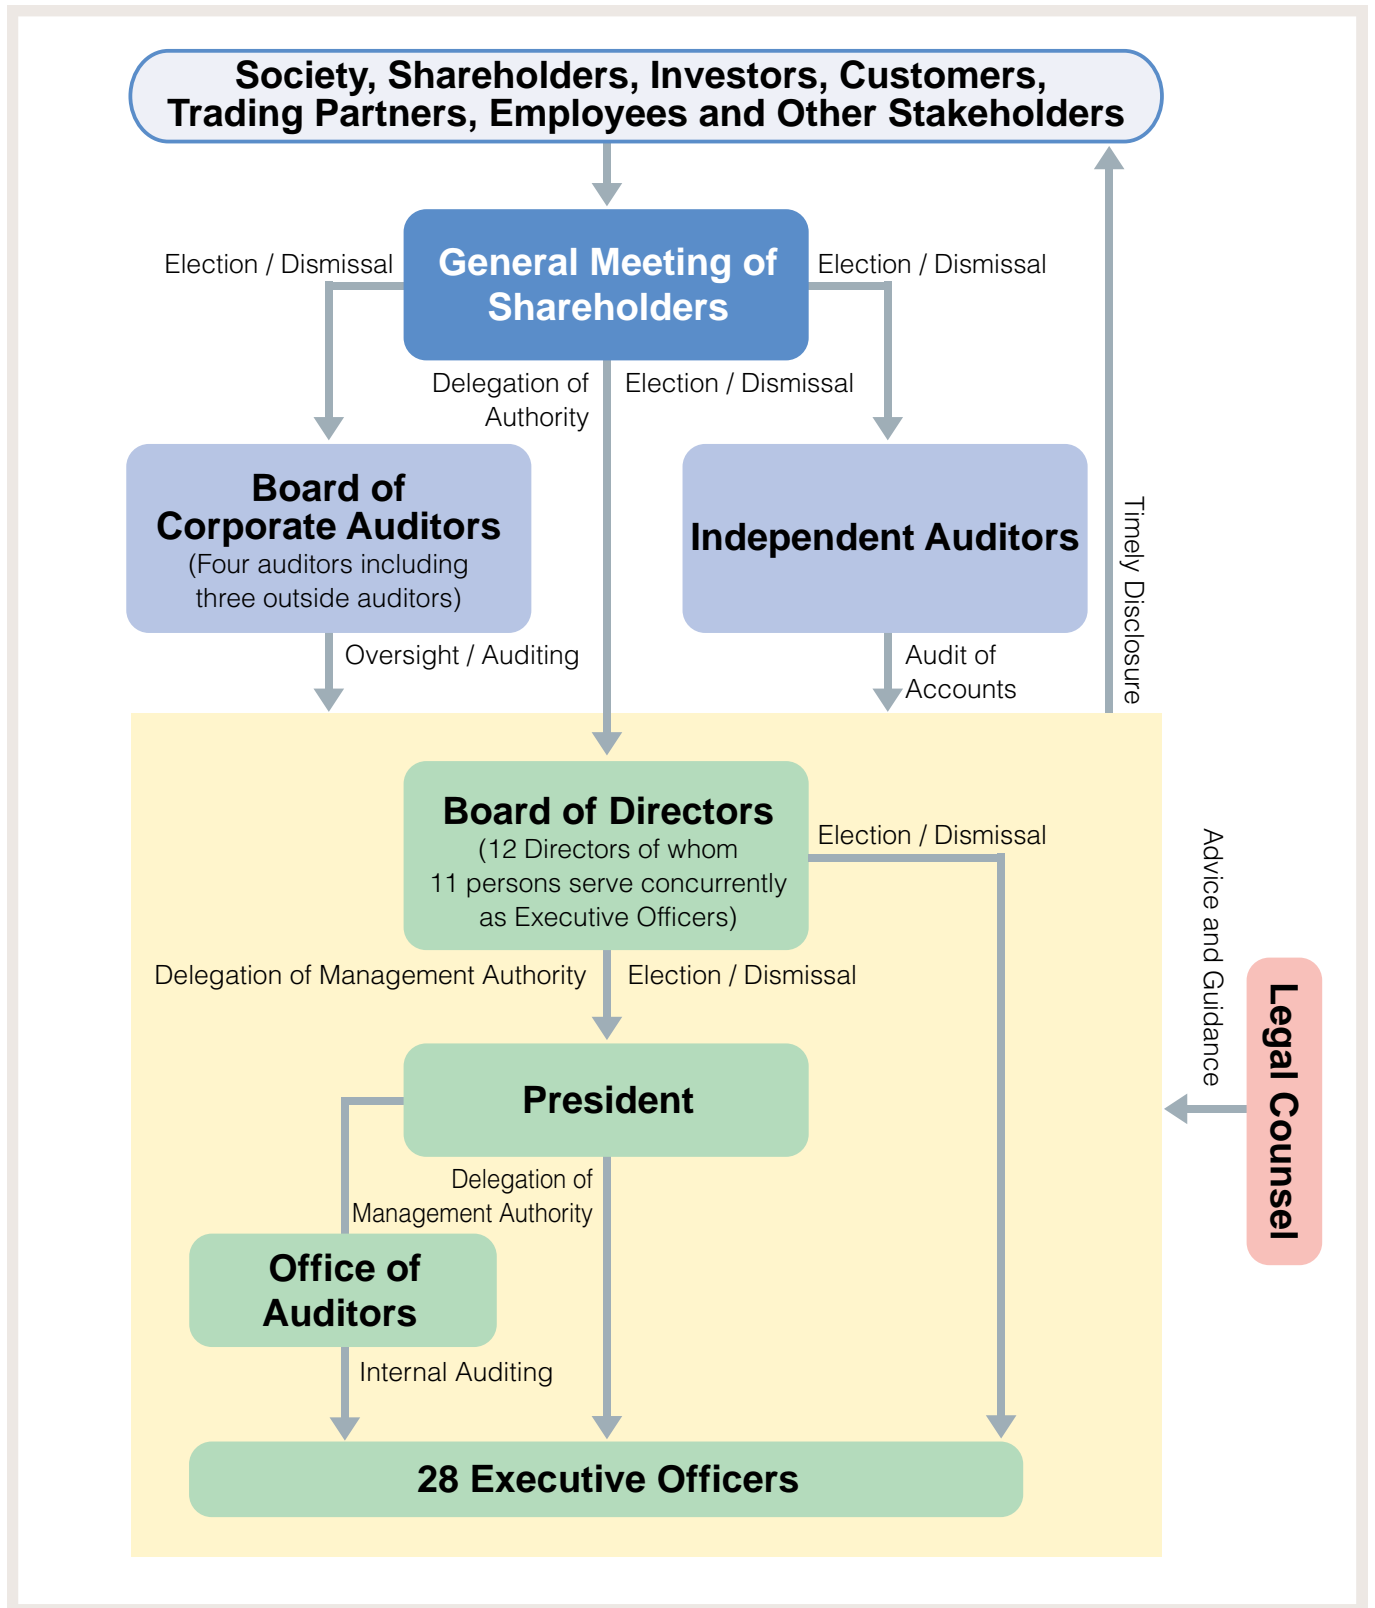 Society, Shareholders, Investors, Customers,
Trading Partners, Employees and Other Stakeholders
General Meeting of
Shareholders
Election / Dismissal
Election / Dismissal
Delegation of
Authority
Election / Dismissal
Board of
Corporate Auditors
(Four auditors including
three outside auditors)
Independent Auditors
Timely Disclosure
Oversight / Auditing
Audit of
Accounts
Board of Directors
(12 Directors of whom
11 persons serve concurrently
as Executive Officers)
Election / Dismissal
Delegation of Management Authority
Election / Dismissal
Advice and Guidance
Legal Counsel
President
Delegation of
Management Authority
Office of
Auditors
Internal Auditing
28 Executive Officers